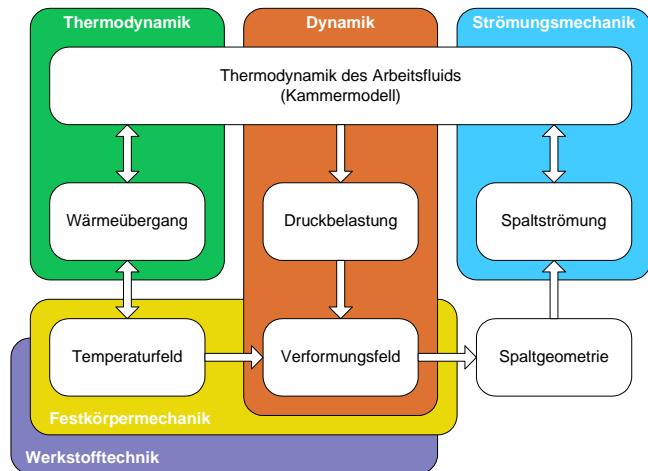 Thermodynamik
Dynamik
Strömungsmechanik
Thermodynamik des Arbeitsfluids
(Kammermodell)
Wärmeübergang
Druckbelastung
Spaltströmung
Temperaturfeld
Verformungsfeld
Spaltgeometrie
Festkörpermechanik
Werkstofftechnik